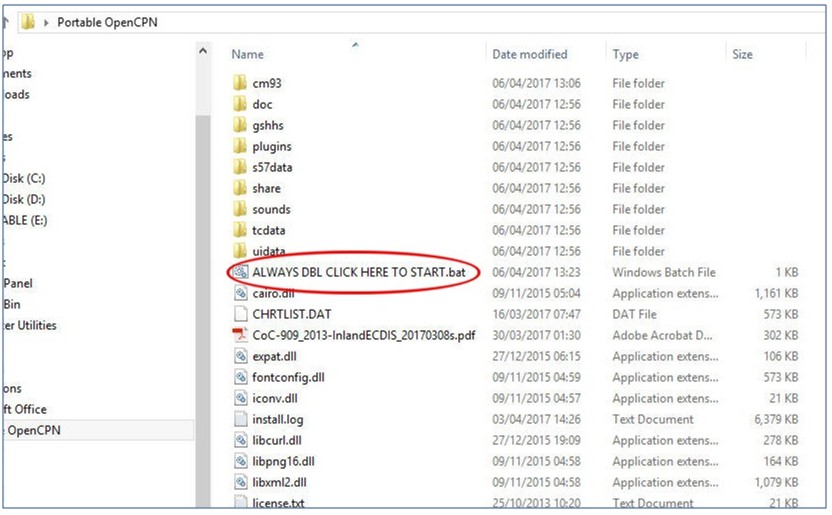 Portable OpenCPN
Name Date modified Type Size
op
ments
oads
es
s
Disk (C:)
Disk (D:)
ABLE (E:)
Panel
Bin
er Utilities
ons
ft Office
OpenCPN
cm93 06/04/2017 13:06 File folder
doc 06/04/2017 12:56 File folder
gshhs 06/04/2017 12:56 File folder
plugins 06/04/2017 12:56 File folder
s57data 06/04/2017 12:56 File folder
share 06/04/2017 12:56 File folder
sounds 06/04/2017 12:56 File folder
tcdata 06/04/2017 12:56 File folder
uidata 06/04/2017 12:56 File folder
ALWAYS DBL CLICK HERE TO START.bat 06/04/2017 13:23 Windows Batch File 1 KB
cairo.dll 09/11/2015 05:04 Application extens... 1,161 KB
CHRTLIST.DAT 16/03/2017 07:47 DAT File 573 KB
CoC-909_2013-InlandECDIS_20170308s.pdf 30/03/2017 01:30 Adobe Acrobat D... 302 KB
expat.dll 27/12/2015 06:15 Application extens... 106 KB
fontconfig.dll 09/11/2015 04:59 Application extens... 573 KB
iconv.dll 09/11/2015 04:57 Application extens... 21 KB
install.log 03/04/2017 14:26 Text Document 6,379 KB
libcurl.dll 27/12/2015 19:09 Application extens... 278 KB
libpng16.dll 09/11/2015 04:58 Application extens... 164 KB
libxml2.dll 09/11/2015 04:58 Application extens... 1,079 KB
license.txt 25/10/2013 10:20 Text Document 21 KB